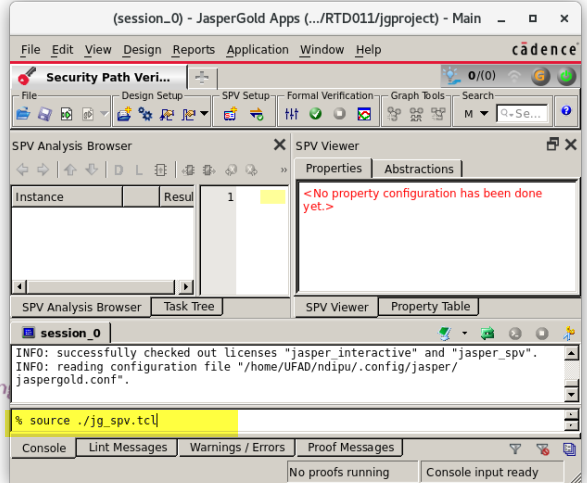 (session_0) - JasperGold Apps (.../RTD011/jgproject) - Main
File Edit View Design Reports Application Window Help
cādence
Security Path Veri...
0/(0)
File
Design Setup
SPV Setup
Formal Verification
Graph Tools
Search
M
Se...
SPV Analysis Browser
SPV Viewer
D L
»
Properties
Abstractions
Instance
Resul
1
<No property configuration has been done
yet.>
SPV Analysis Browser
Task Tree
SPV Viewer
Property Table
session_0
INFO: successfully checked out licenses "jasper_interactive" and "jasper_spv".
INFO: reading configuration file "/home/UFAD/ndipu/.config/jasper/
jaspergold.conf".
% source ./jg_spv.tcl
Console
Lint Messages
Warnings / Errors
Proof Messages
No proofs running
Console input ready